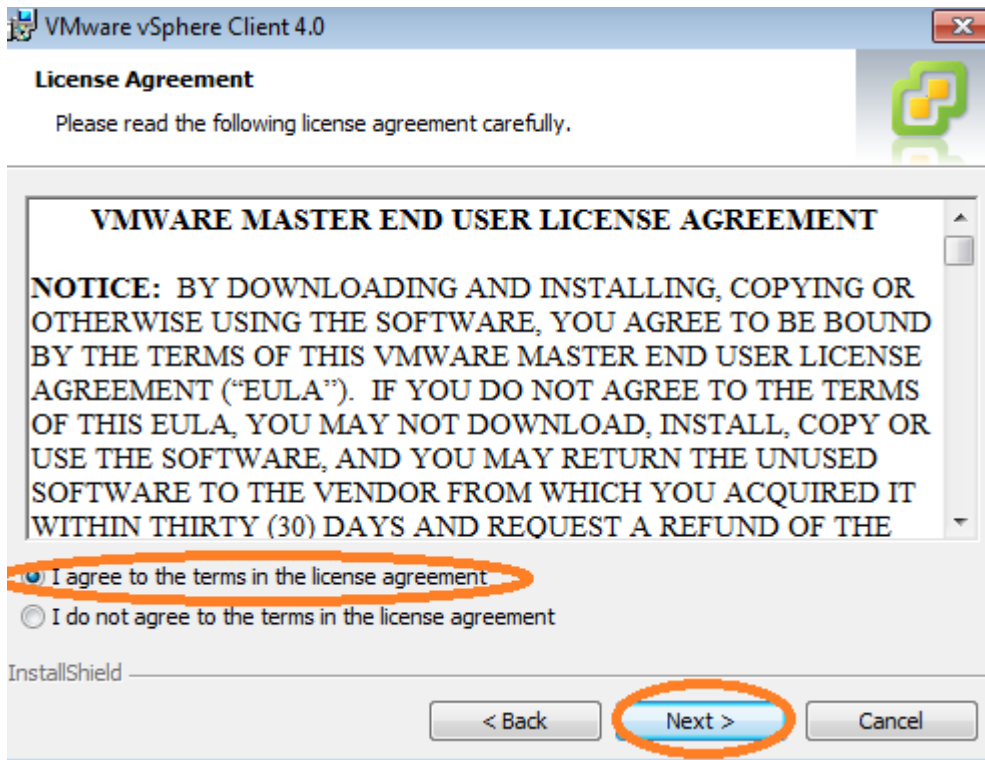 VMware vSphere Client 4.0
License Agreement
Please read the following license agreement carefully.
VMWARE MASTER END USER LICENSE AGREEMENT
NOTICE: BY DOWNLOADING AND INSTALLING, COPYING OR
OTHERWISE USING THE SOFTWARE, YOU AGREE TO BE BOUND
BY THE TERMS OF THIS VMWARE MASTER END USER LICENSE
AGREEMENT (“EULA”). IF YOU DO NOT AGREE TO THE TERMS
OF THIS EULA, YOU MAY NOT DOWNLOAD, INSTALL, COPY OR
USE THE SOFTWARE, AND YOU MAY RETURN THE UNUSED
SOFTWARE TO THE VENDOR FROM WHICH YOU ACQUIRED IT
WITHIN THIRTY (30) DAYS AND REQUEST A REFUND OF THE
I agree to the terms in the license agreement
I do not agree to the terms in the license agreement
InstallShield
< Back Next > Cancel